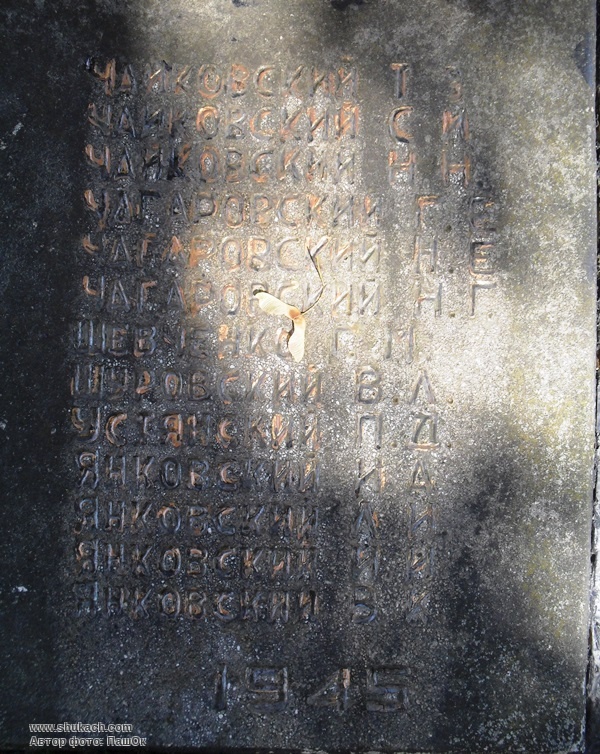 ЧАЙКОВСКИЙ Т
ЧАЙКОВСКИЙ С И
ЧАЙКОВСКИЙ Ч Н.
ЧАГАРОВСКИЙ Г. Е
ЧАГАРОВСКИЙ Н. Е
ЧАГАРОВСКИЙ Н. Г.
ШЕВЧЕНКО Г. И.
ЩУРОВСКИЙ В. Л.
УСТЯНСКИЙ П. Д.
ЯНКОВСКИЙ И А
ЯНКОВСКИЙ А И
ЯНКОВСКИЙ И И
ЯНКОВСКИЙ В И
1945
www.shukach.com
Автор фото: ПашОк